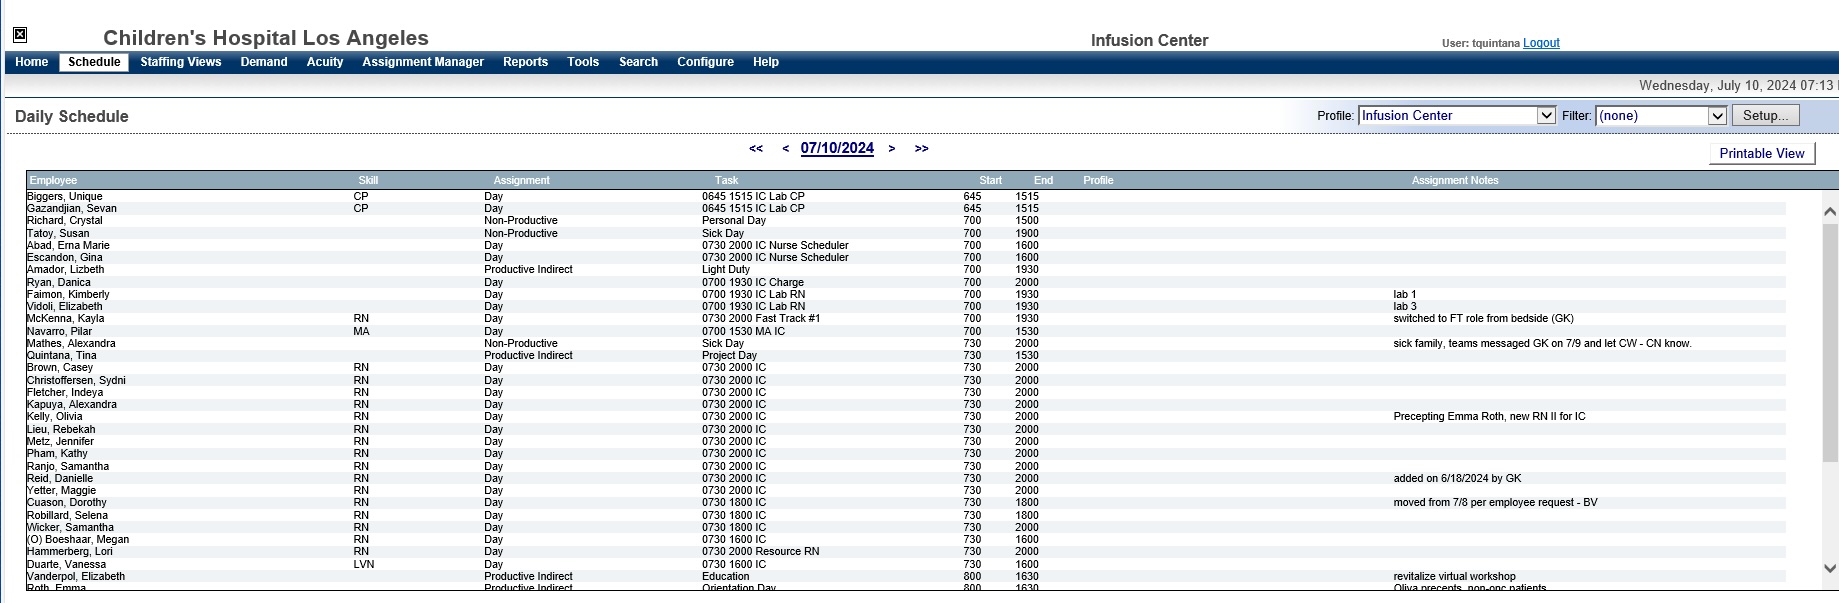 Children's Hospital Los Angeles Infusion Center User: tquintana Logout
Home Schedule Staffing Views Demand Acuity Assignment Manager Reports Tools Search Configure Help
Wednesday, July 10, 2024 07:13
Daily Schedule Profile: Infusion Center Filter: (none) Setup...
<< < 07/10/2024 > >>
Printable View
Employee Skill Assignment Task Start End Profile Assignment Notes
Biggers, Unique CP Day 0645 1515 IC Lab CP 645 1515
Gazandjian, Sevan CP Day 0645 1515 IC Lab CP 645 1515
Richard, Crystal Non-Productive Personal Day 700 1500
Tatoy, Susan Non-Productive Sick Day 700 1900
Abad, Erna Marie Day 0730 2000 IC Nurse Scheduler 700 1600
Escandon, Gina Day 0730 2000 IC Nurse Scheduler 700 1600
Amador, Lizbeth Productive Indirect Light Duty 700 1930
Ryan, Danica Day 0700 1930 IC Charge 700 2000
Faimon, Kimberly Day 0700 1930 IC Lab RN 700 1930 lab 1
Vidoli, Elizabeth Day 0700 1930 IC Lab RN 700 1930 lab 3
McKenna, Kayla RN Day 0730 2000 Fast Track #1 700 1930 switched to FT role from bedside (GK)
Navarro, Pilar MA Day 0700 1530 MA IC 700 1530
Mathes, Alexandra Non-Productive Sick Day 730 2000 sick family, teams messaged GK on 7/9 and let CW - CN know.
Quintana, Tina Productive Indirect Project Day 730 1530
Brown, Casey RN Day 0730 2000 IC 730 2000
Christoffersen, Sydni RN Day 0730 2000 IC 730 2000
Fletcher, Indeya RN Day 0730 2000 IC 730 2000
Kapuya, Alexandra RN Day 0730 2000 IC 730 2000
Kelly, Olivia RN Day 0730 2000 IC 730 2000 Precepting Emma Roth, new RN II for IC
Lieu, Rebekah RN Day 0730 2000 IC 730 2000
Metz, Jennifer RN Day 0730 2000 IC 730 2000
Pham, Kathy RN Day 0730 2000 IC 730 2000
Ranjo, Samantha RN Day 0730 2000 IC 730 2000
Reid, Danielle RN Day 0730 2000 IC 730 2000 added on 6/18/2024 by GK
Yetter, Maggie RN Day 0730 2000 IC 730 2000
Cuason, Dorothy RN Day 0730 1800 IC 730 1800 moved from 7/8 per employee request - BV
Robillard, Selena RN Day 0730 1800 IC 730 1800
Wicker, Samantha RN Day 0730 1800 IC 730 2000
(O) Boeshaar, Megan RN Day 0730 1600 IC 730 1600
Hammerberg, Lori RN Day 0730 2000 Resource RN 730 2000
Duarte, Vanessa LVN Day 0730 1600 IC 730 1600
Vanderpol, Elizabeth Productive Indirect Education 800 1630 revitalize virtual workshop
Roth, Emma Productive Indirect Orientation Day 800 1630 Oliva precepts, non-onc patients